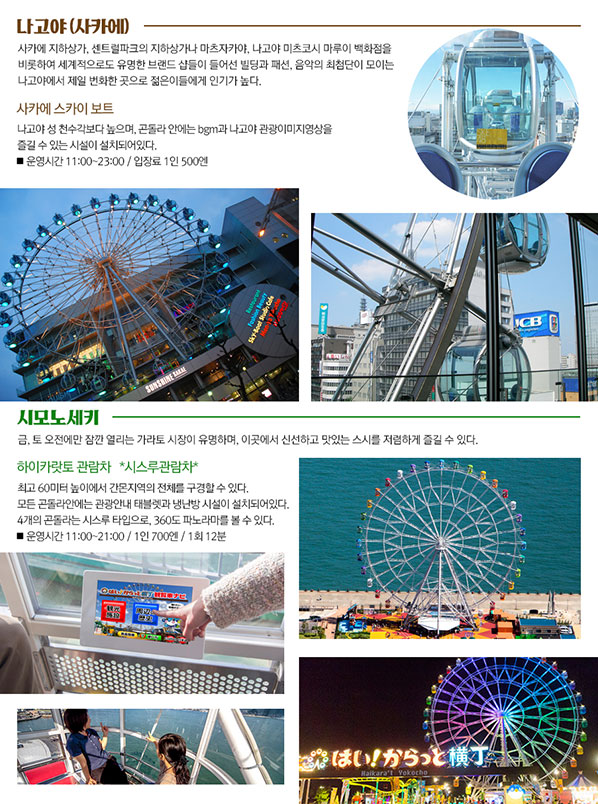 나고야 (사카에)
사카에 지하상가, 센트럴파크의 지하상가나 마츠자카야, 나고야 미츠코시 마루이 백화점을
비롯하여 세계적으로도 유명한 브랜드 샵들이 들어선 빌딩과 패션, 음악의 최첨단이 모이는
나고야에서 제일 번화한 곳으로 젊은이들에게 인기가 높다.
사카에 스카이 보트
나고야 성 천수각보다 높으며, 곤돌라 안에는 bgm과 나고야 관광이미지영상을
즐길 수 있는 시설이 설치되어있다.
■ 운영시간 11:00~23:00 / 입장료 1인 500엔
SUNSHINE SAKAE
JCB
시모노세키
금, 토 오전에만 잠깐 열리는 가라토 시장이 유명하며, 이곳에서 신선하고 맛있는 스시를 저렴하게 즐길 수 있다.
하이카랏토 관람차 *시스루관람차*
최고 60미터 높이에서 간몬지역의 전체를 구경할 수 있다.
모든 곤돌라안에는 관광안내 태블렛과 냉난방 시설이 설치되어있다.
4개의 곤돌라는 시스루 타입으로, 360도 파노라마를 볼 수 있다.
■ 운영시간 11:00~21:00 / 1인 700엔 / 1회 12분
はい!からっと横丁
Haikara't Yokocho